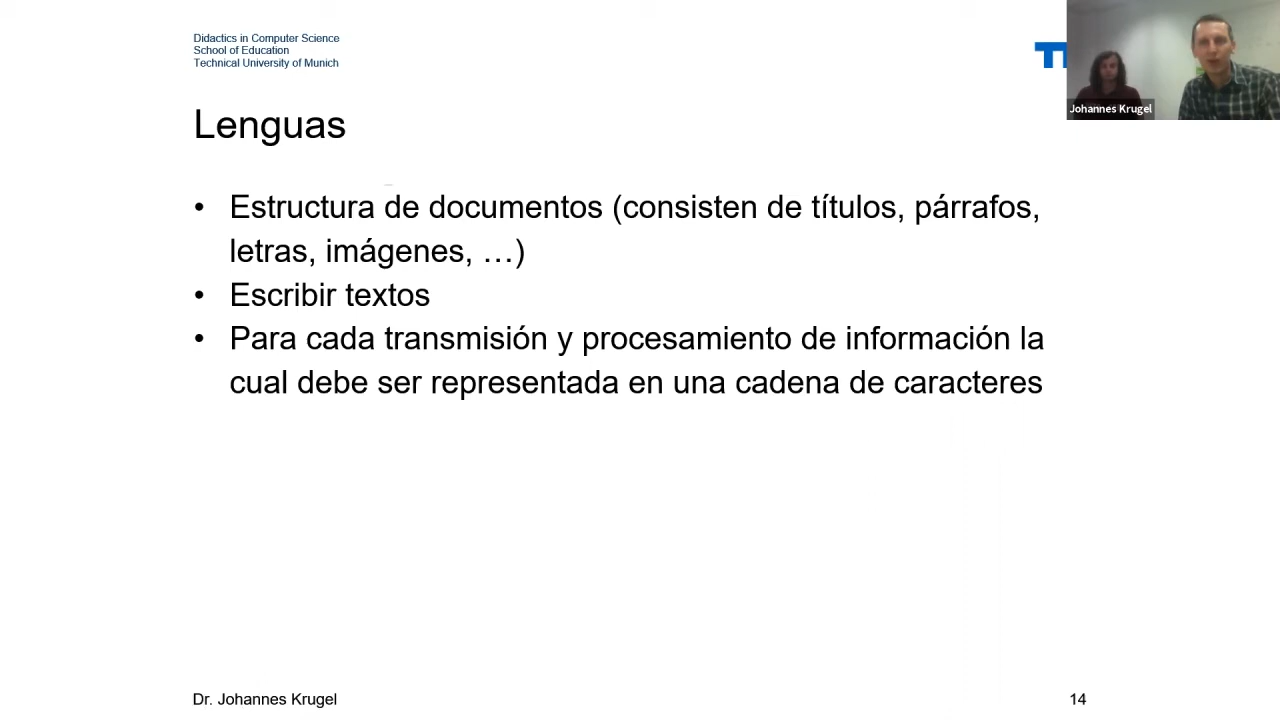 Didactics in Computer Science
School of Education
Technical University of Munich
Johannes Krugel
Lenguas
• Estructura de documentos (consisten de títulos, párrafos,
letras, imágenes, …)
• Escribir textos
• Para cada transmisión y procesamiento de información la
cual debe ser representada en una cadena de caracteres
Dr. Johannes Krugel
14